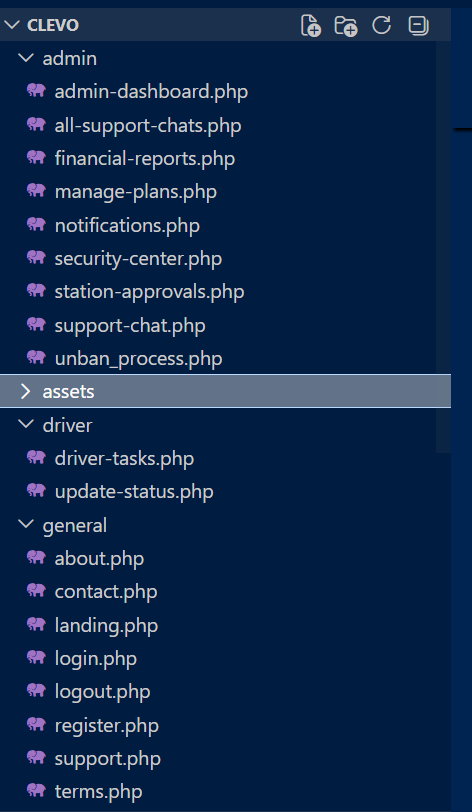 CLEVO
admin
admin-dashboard.php
all-support-chats.php
financial-reports.php
manage-plans.php
notifications.php
security-center.php
station-approvals.php
support-chat.php
unban_process.php
assets
driver
driver-tasks.php
update-status.php
general
about.php
contact.php
landing.php
login.php
logout.php
register.php
support.php
terms.php